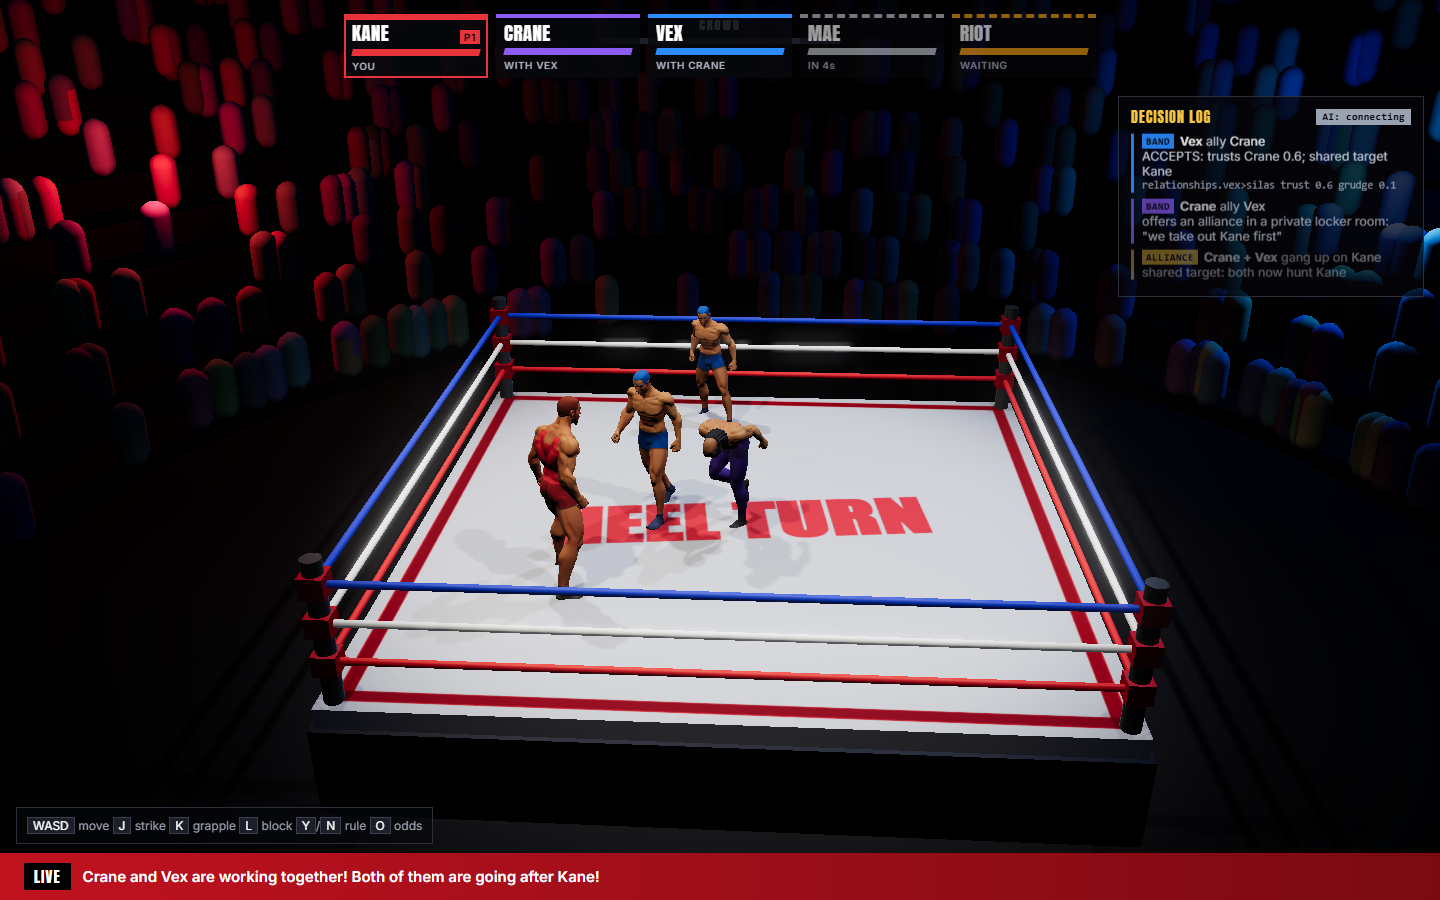 KANE
P1
YOU
CRANE
WITH VEX
CROWD
VEX
WITH CRANE
MAE
IN 4s
RIOT
WAITING
DECISION LOG
AI: connecting
BAND Vex ally Crane
ACCEPTS: trusts Crane 0.6; shared target
Kane
relationships.vex>silas trust 0.6 grudge 0.1
BAND Crane ally Vex
offers an alliance in a private locker room:
"we take out Kane first"
ALLIANCE Crane + Vex gang up on Kane
shared target: both now hunt Kane
HEEL TURN
WASD move J strike K grapple L block Y/N rule O odds
LIVE Crane and Vex are working together! Both of them are going after Kane!